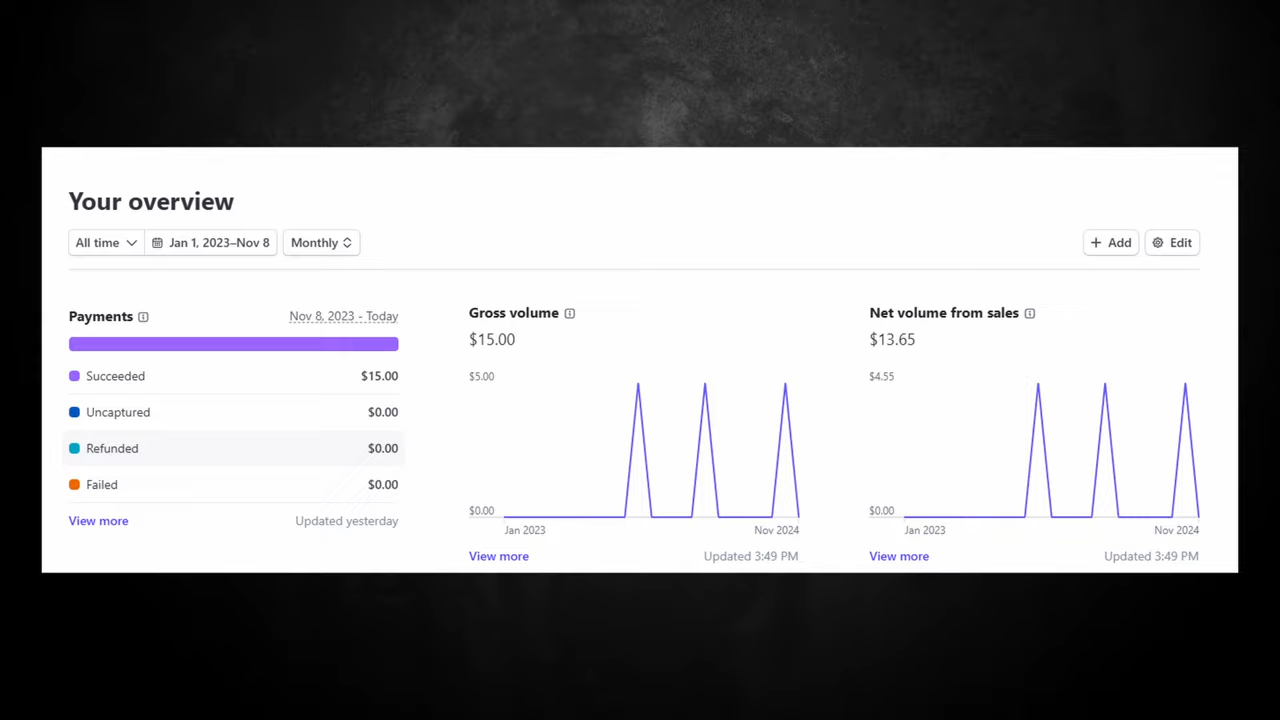 Your overview
All time
Jan 1, 2023–Nov 8
Monthly
Add
Edit
Payments
Nov 8, 2023 - Today
Succeeded $15.00
Uncaptured $0.00
Refunded $0.00
Failed $0.00
View more
Updated yesterday
Gross volume
$15.00
$5.00
$0.00
Jan 2023
Nov 2024
View more
Updated 3:49 PM
Net volume from sales
$13.65
$4.55
$0.00
Jan 2023
Nov 2024
View more
Updated 3:49 PM